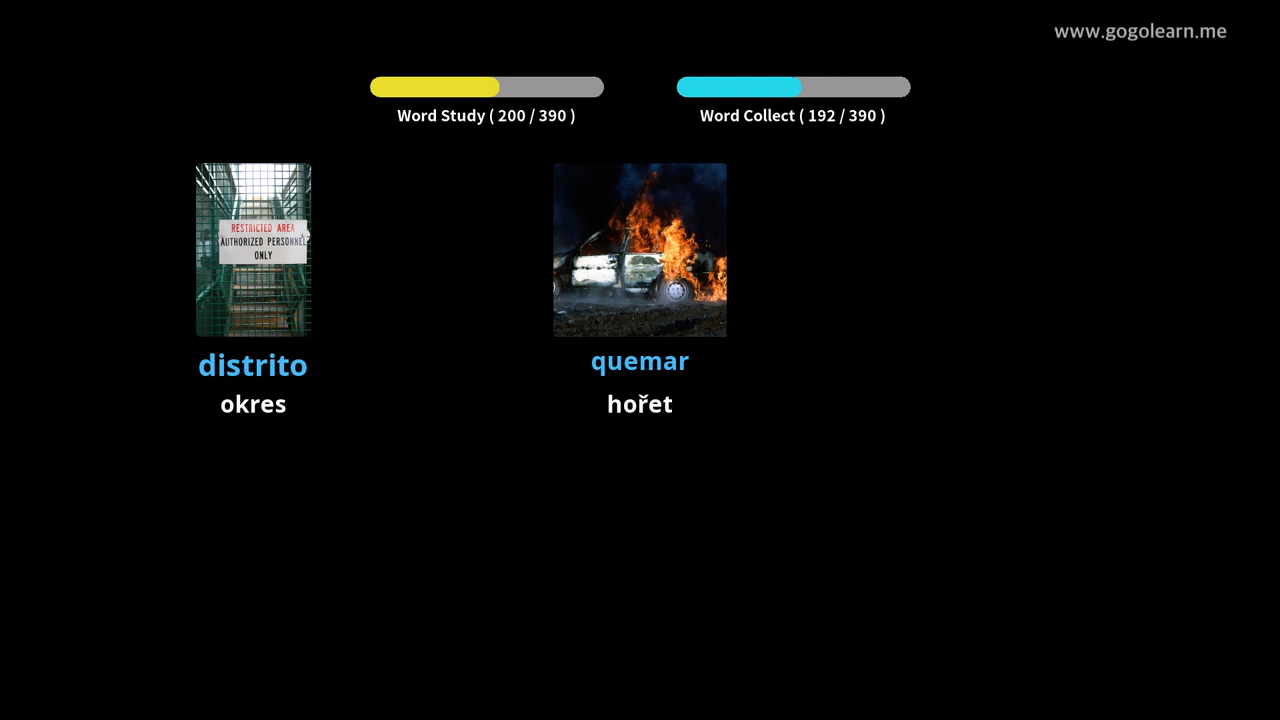 www.gogolearn.me
Word Study ( 200 / 390 )
Word Collect ( 192 / 390 )
RESTRICTED AREA
AUTHORIZED PERSONNEL
ONLY
distrito
okres
quemar
hořet